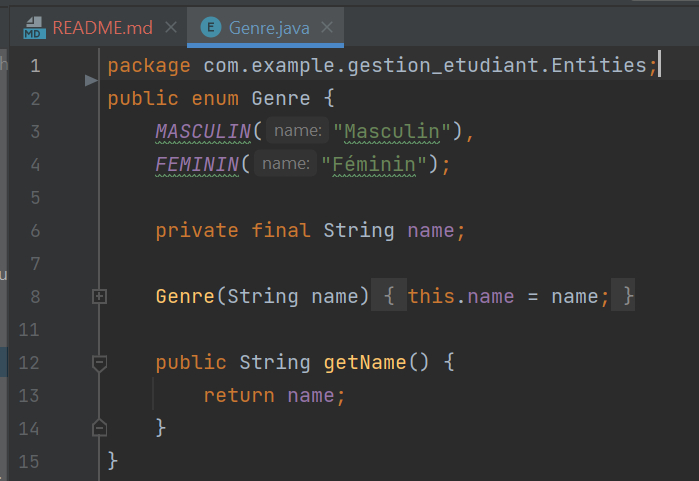 README.md Genre.java
1 package com.example.gestion_etudiant.Entities;
2 public enum Genre {
3 MASCULIN( name: "Masculin"),
4 FEMININ( name: "Féminin");
5
6 private final String name;
7
8 Genre(String name) { this.name = name; }
11
12 public String getName() {
13 return name;
14 }
15 }